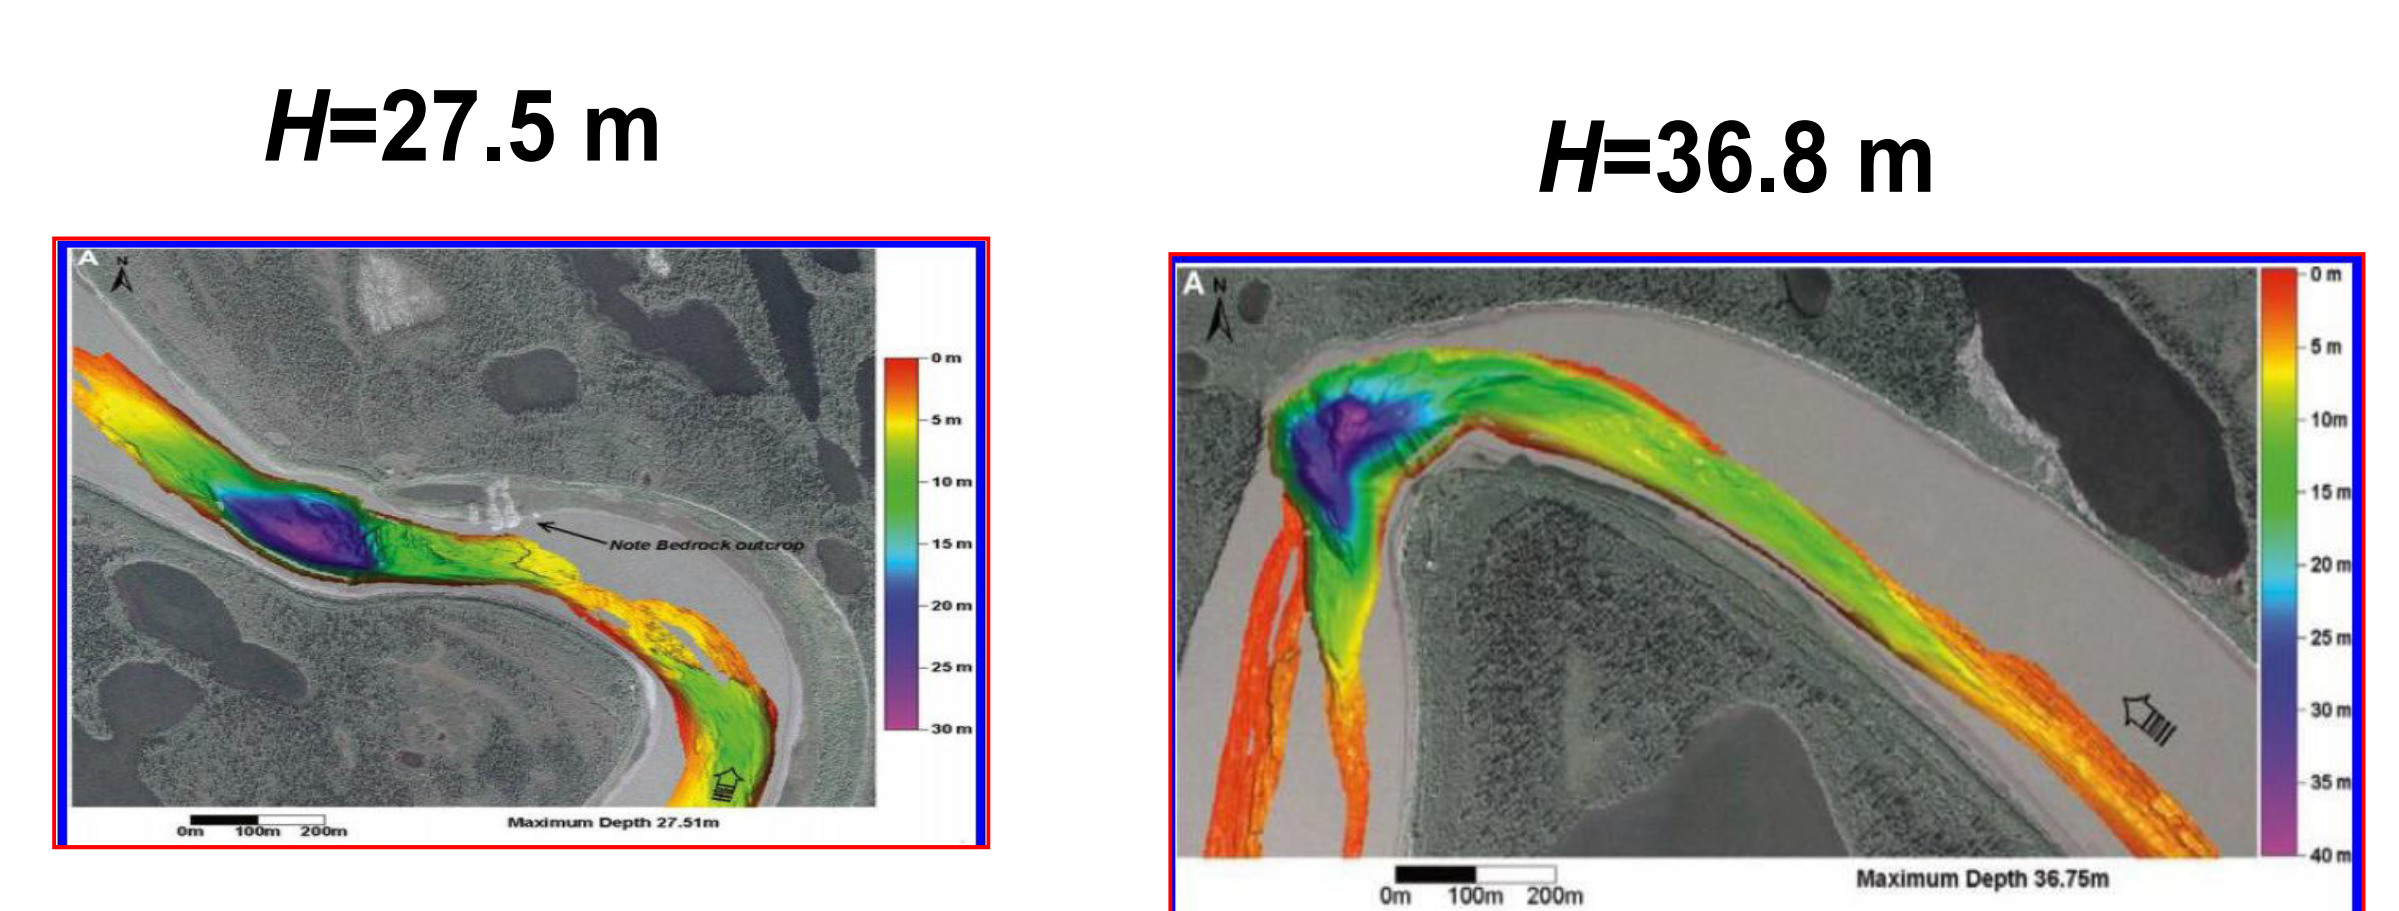 H=27.5 m
H=36.8 m
A
N
0 m
5 m
10 m
15 m
20 m
25 m
30 m
Note Bedrock outcrop
0m 100m 200m
Maximum Depth 27.51m
A
N
0 m
5 m
10m
15 m
20 m
25 m
30 m
35 m
40 m
0m 100m 200m
Maximum Depth 36.75m